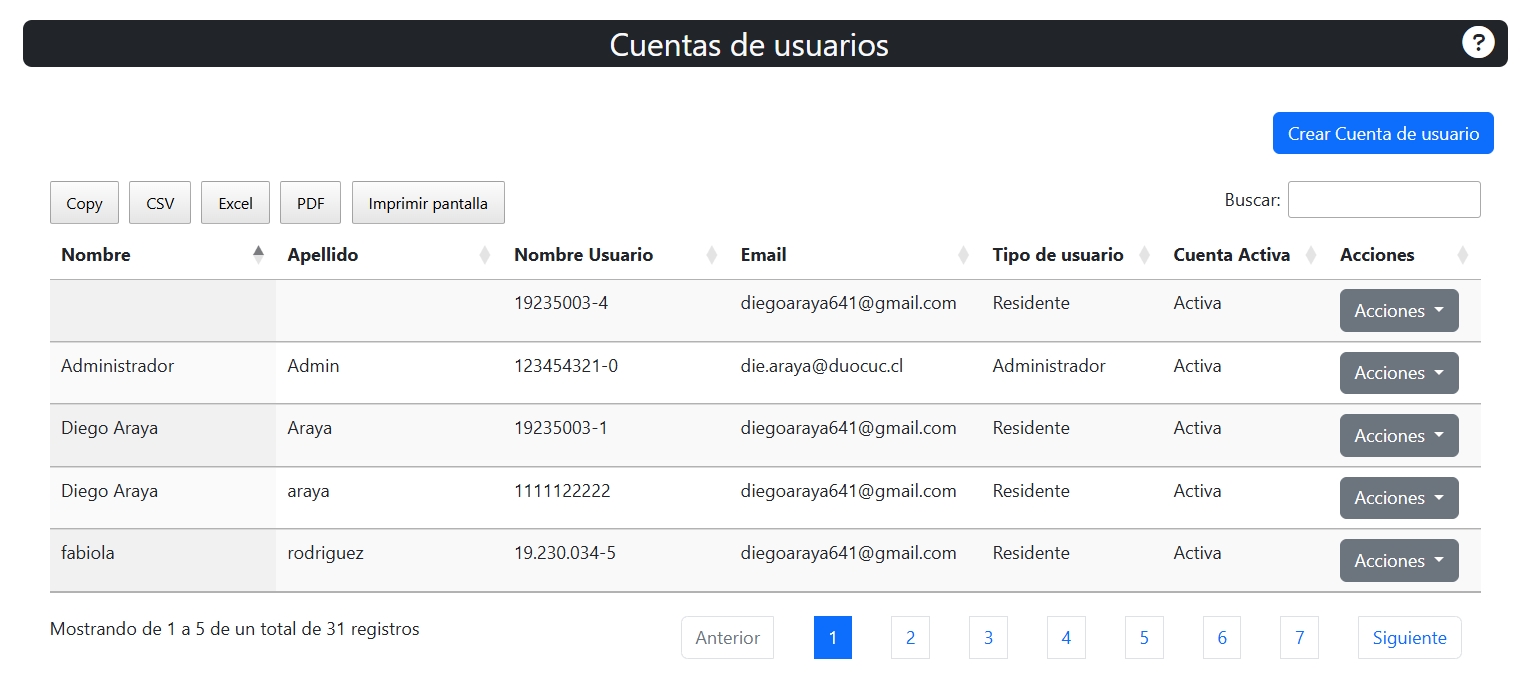 Cuentas de usuarios ?
Crear Cuenta de usuario
Copy CSV Excel PDF Imprimir pantalla Buscar:
Nombre Apellido Nombre Usuario Email Tipo de usuario Cuenta Activa Acciones
19235003-4 diegoaraya641@gmail.com Residente Activa Acciones
Administrador Admin 123454321-0 die.araya@duocuc.cl Administrador Activa Acciones
Diego Araya Araya 19235003-1 diegoaraya641@gmail.com Residente Activa Acciones
Diego Araya araya 1111122222 diegoaraya641@gmail.com Residente Activa Acciones
fabiola rodriguez 19.230.034-5 diegoaraya641@gmail.com Residente Activa Acciones
Mostrando de 1 a 5 de un total de 31 registros Anterior 1 2 3 4 5 6 7 Siguiente